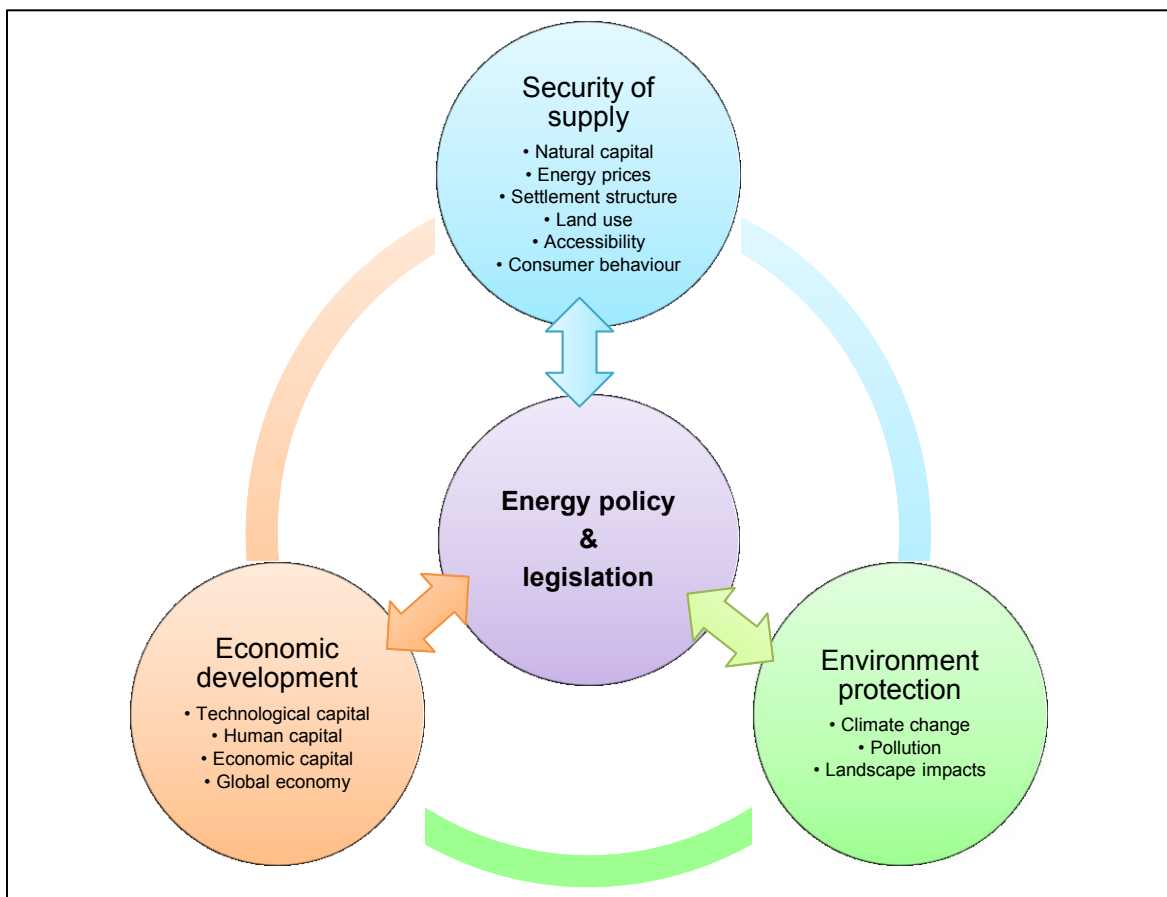 Security of
supply
• Natural capital
• Energy prices
• Settlement structure
• Land use
• Accessibility
• Consumer behaviour
Energy policy
&
legislation
Economic
development
• Technological capital
• Human capital
• Economic capital
• Global economy
Environment
protection
• Climate change
• Pollution
• Landscape impacts